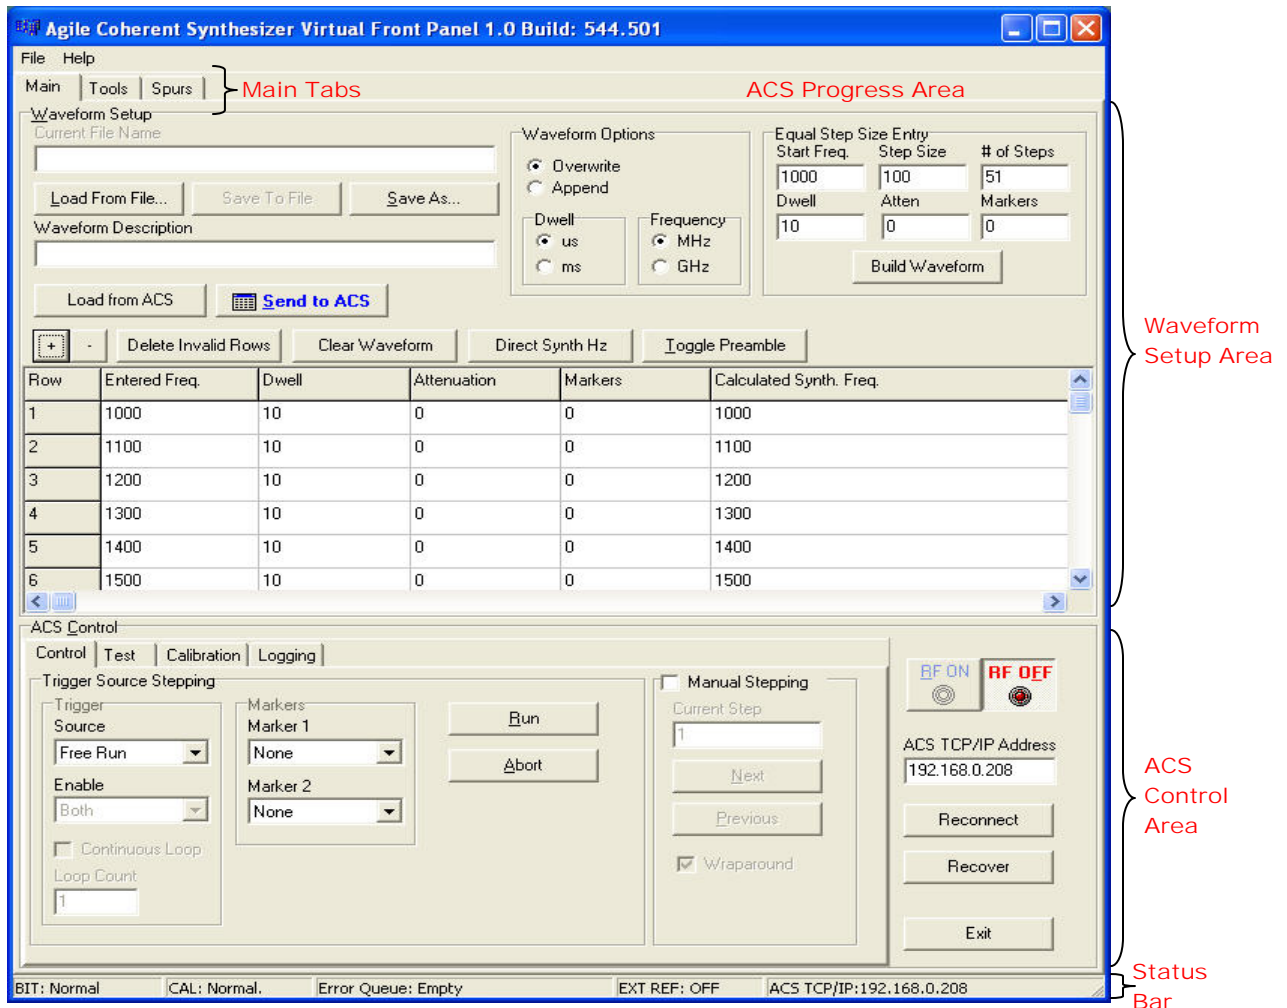 Agile Coherent Synthesizer Virtual Front Panel 1.0 Build: 544.501
File Help
Main Tools Spurs Main Tabs ACS Progress Area
Waveform Setup
Current File Name
Load From File... Save To File Save As...
Waveform Description
Load from ACS Send to ACS
Waveform Options
Overwrite
Append
Dwell
us
ms
Frequency
MHz
GHz
Equal Step Size Entry
Start Freq. Step Size # of Steps
1000 100 51
Dwell Atten Markers
10 0 0
Build Waveform
+ - Delete Invalid Rows Clear Waveform Direct Synth Hz Toggle Preamble
Row Entered Freq. Dwell Attenuation Markers Calculated Synth. Freq.
1 1000 10 0 0 1000
2 1100 10 0 0 1100
3 1200 10 0 0 1200
4 1300 10 0 0 1300
5 1400 10 0 0 1400
6 1500 10 0 0 1500
Waveform
Setup Area
ACS Control
Control Test Calibration Logging
Trigger Source Stepping
Trigger
Source
Free Run
Enable
Both
Continuous Loop
Loop Count
1
Markers
Marker 1
None
Marker 2
None
Run
Abort
Manual Stepping
Current Step
1
Next
Previous
Wraparound
RF ON RF OFF
ACS TCP/IP Address
192.168.0.208
Reconnect
Recover
Exit
ACS
Control
Area
BIT: Normal CAL: Normal. Error Queue: Empty EXT REF: OFF ACS TCP/IP:192.168.0.208
Status
Bar